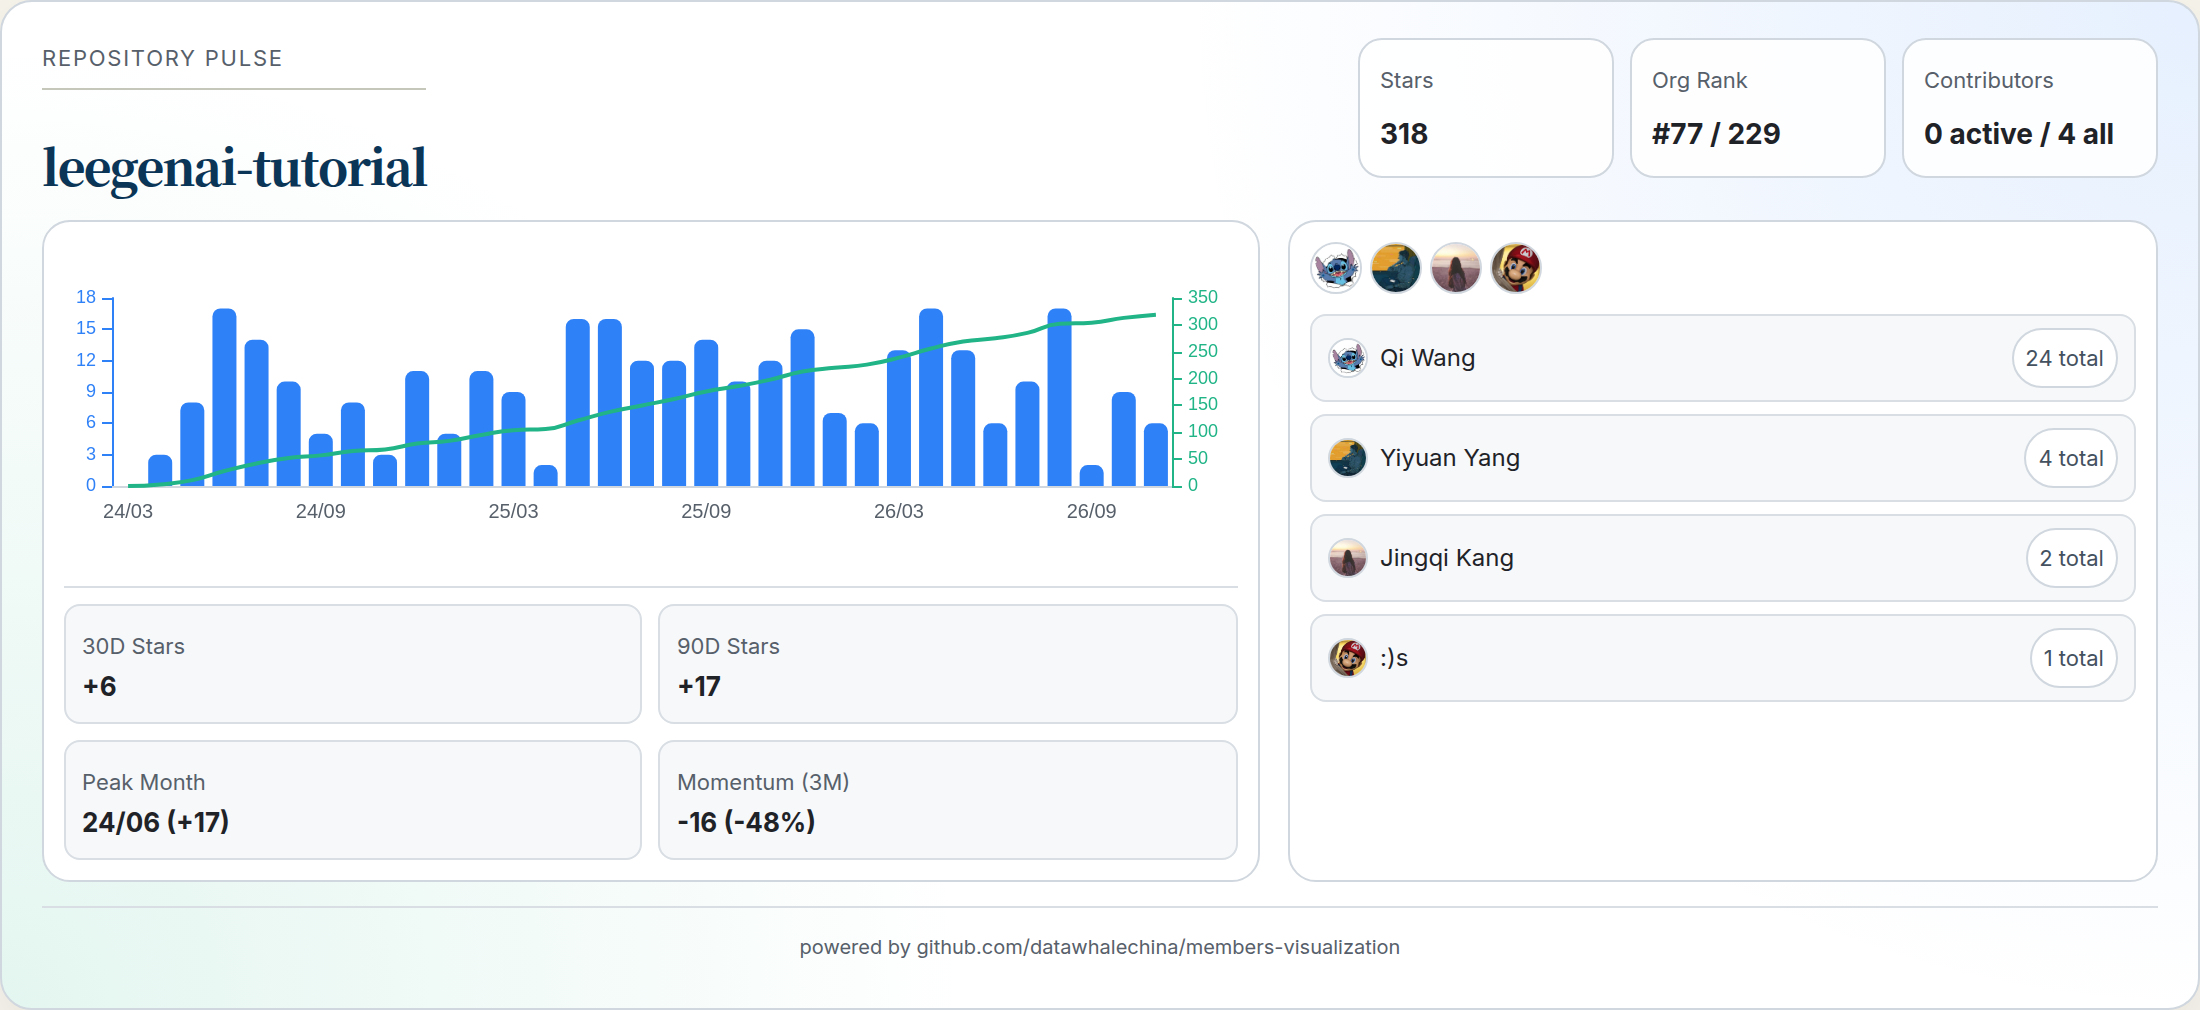 REPOSITORY PULSE
leegenai-tutorial
Stars
318
Org Rank
#77 / 229
Contributors
0 active / 4 all
18
15
12
9
6
3
0
350
300
250
200
150
100
50
0
24/03 24/09 25/03 25/09 26/03 26/09
30D Stars
+6
90D Stars
+17
Peak Month
24/06 (+17)
Momentum (3M)
-16 (-48%)
Qi Wang 24 total
Yiyuan Yang 4 total
Jingqi Kang 2 total
:)s 1 total
powered by github.com/datawhalechina/members-visualization